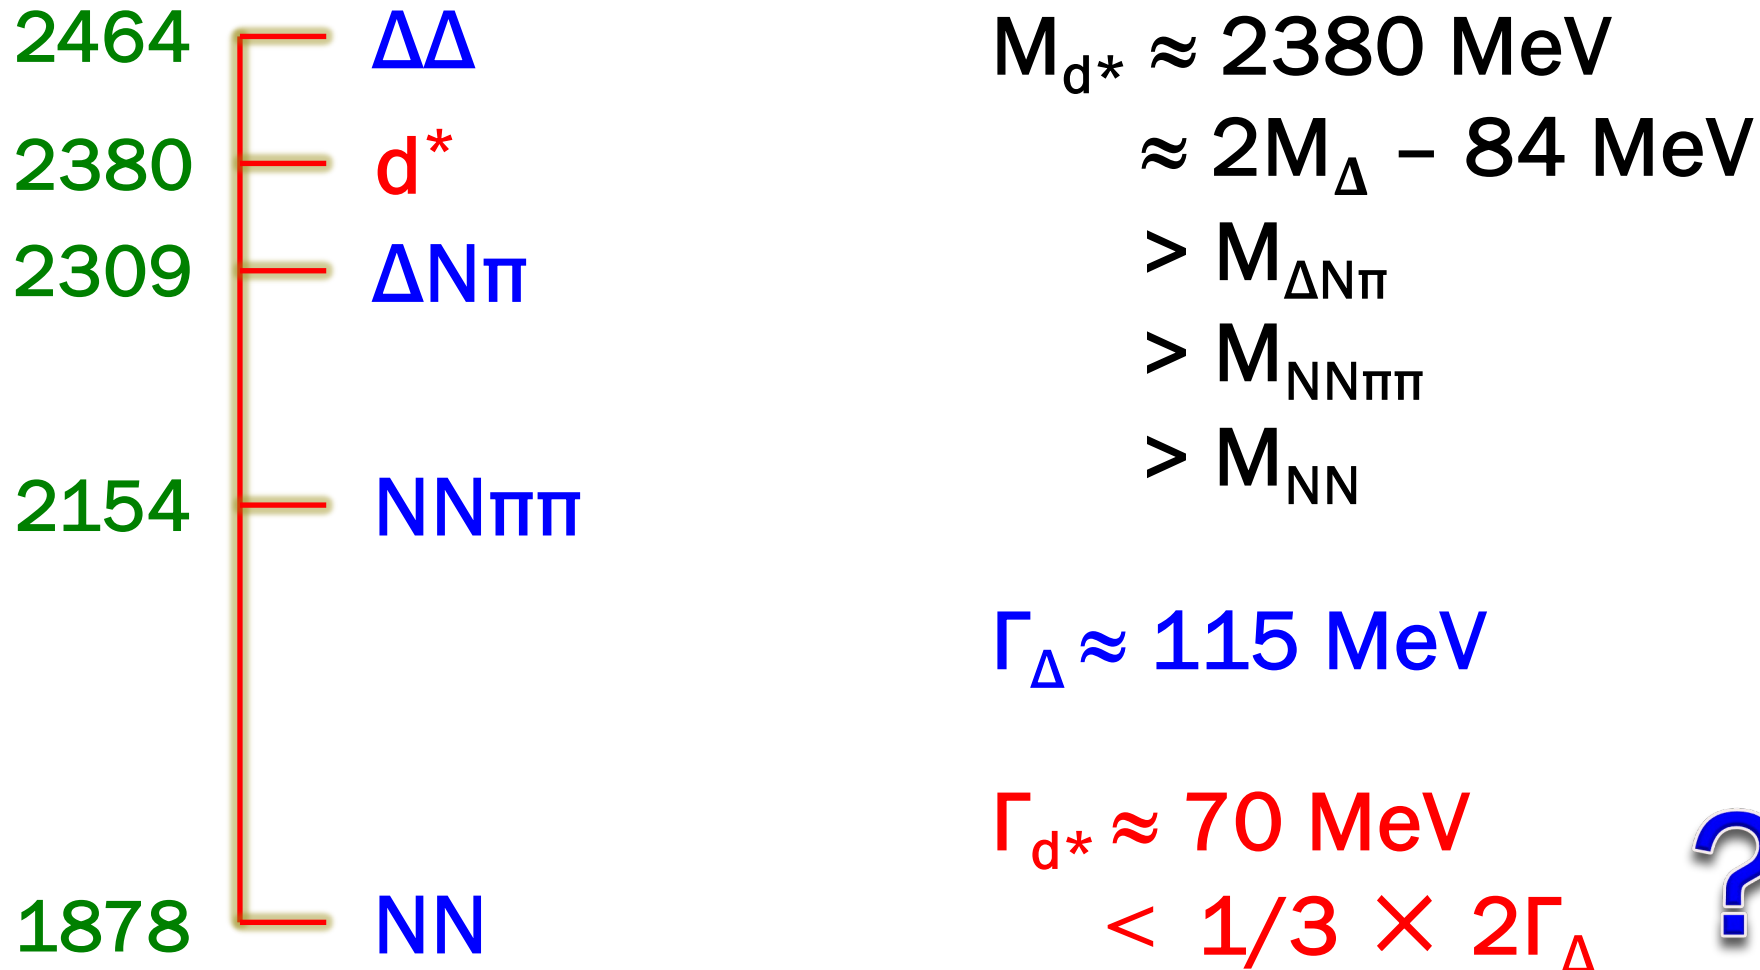 2464 ΔΔ
2380 d*
2309 ΔNπ
2154 NNππ
1878 NN
M_d* ≈ 2380 MeV
≈ 2M_Δ – 84 MeV
> M_ΔNπ
> M_NNππ
> M_NN
Γ_Δ ≈ 115 MeV
Γ_d* ≈ 70 MeV
< 1/3 × 2Γ_Δ
?